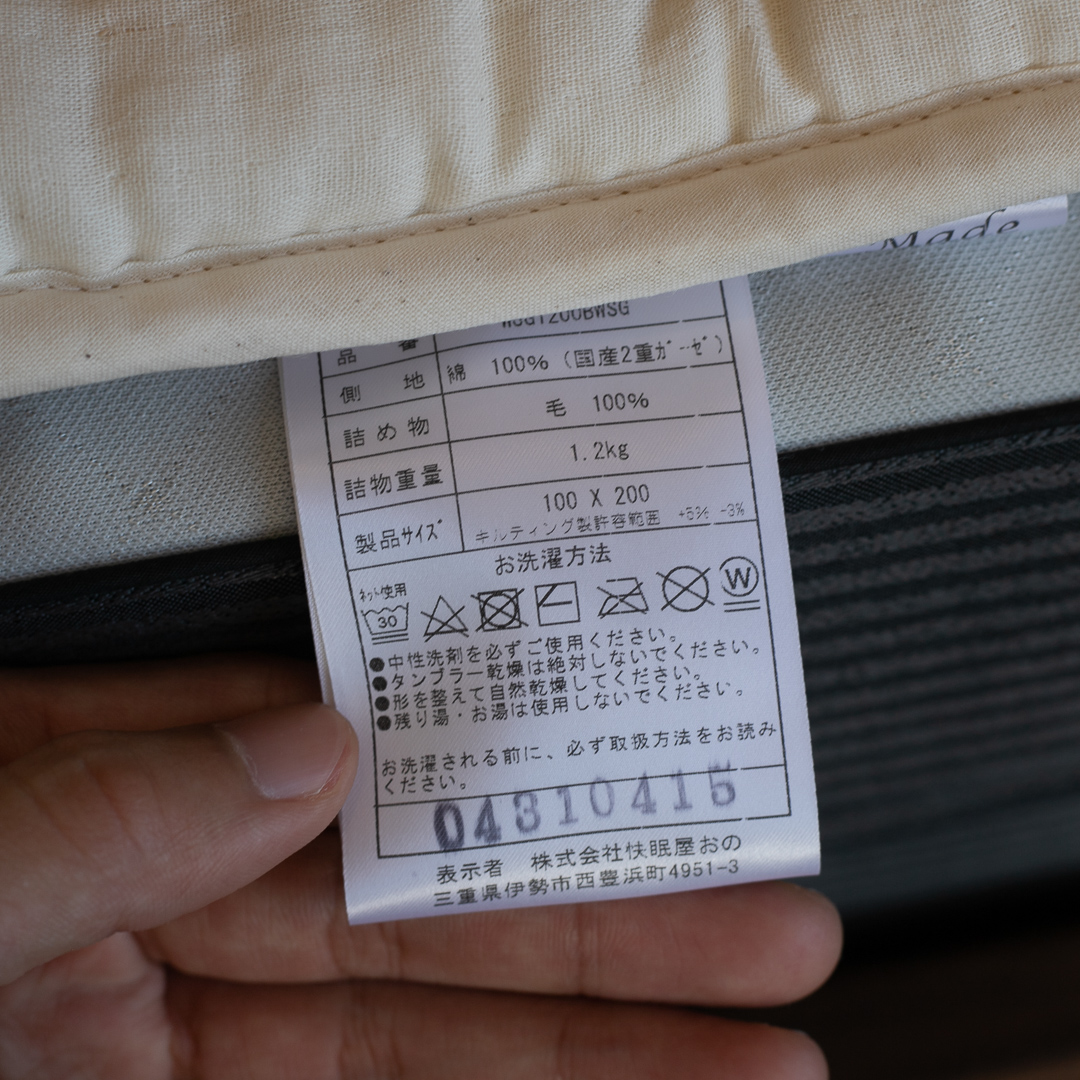 Made
品 番
側 地 綿 100% (国産2重ガーゼ)
詰め物 毛 100%
詰物重量 1.2kg
製品サイズ 100 X 200
キルティング製許容範囲 +5% -3%
お洗濯方法
ネット使用
30 W
●中性洗剤を必ずご使用ください。
●タンブラー乾燥は絶対しないでください。
●形を整えて自然乾燥してください。
●残り湯・お湯は使用しないでください。
お洗濯される前に、必ず取扱方法をお読み
ください。
04310415
表示者 株式会社快眠屋おの
三重県伊勢市西豊浜町4951-3